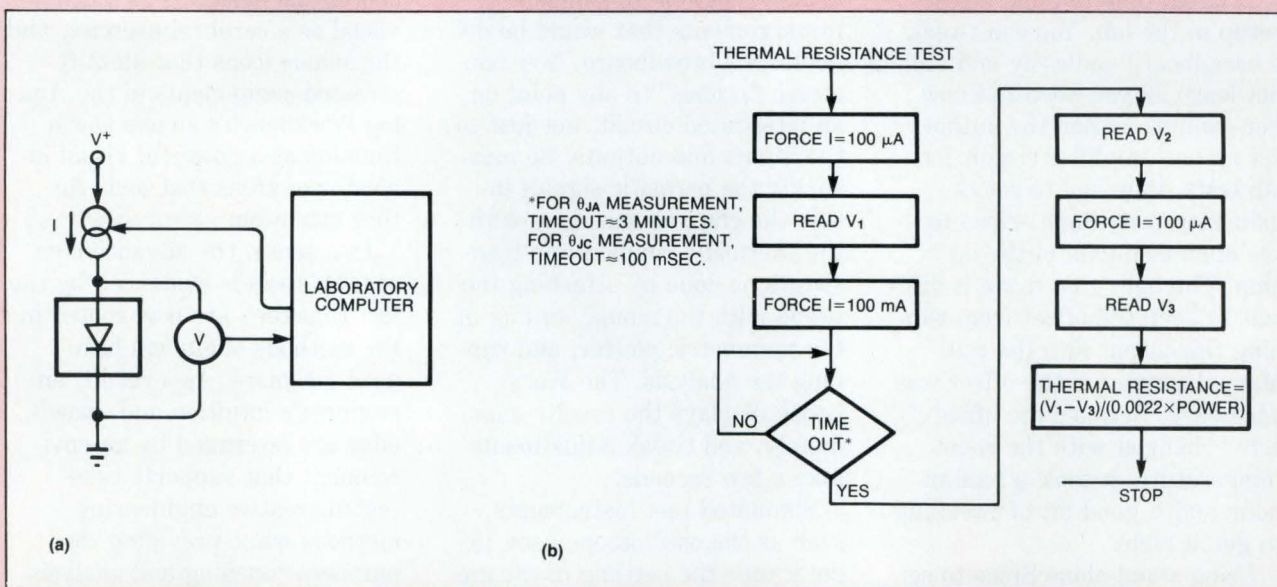 THERMAL RESISTANCE TEST
V+
I
V
LABORATORY
COMPUTER
(a)
*FOR θJA MEASUREMENT,
TIMEOUT≈3 MINUTES.
FOR θJC MEASUREMENT,
TIMEOUT≈100 mSEC.
FORCE I=100 μA
READ V1
FORCE I=100 mA
TIME
OUT*
NO
YES
READ V2
FORCE I=100 μA
READ V3
THERMAL RESISTANCE=
(V1–V3)/(0.0022×POWER)
STOP
(b)